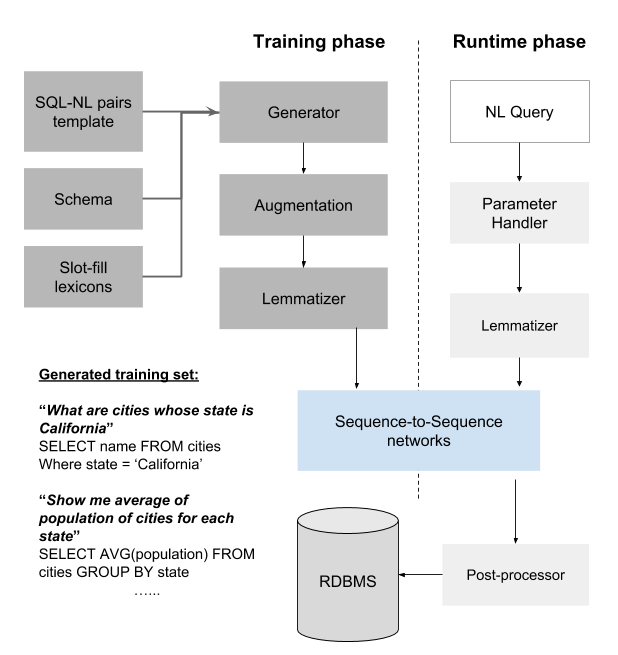 Training phase
Runtime phase
SQL-NL pairs
template
Schema
Slot-fill
lexicons
Generator
Augmentation
Lemmatizer
NL Query
Parameter
Handler
Lemmatizer
Sequence-to-Sequence
networks
Generated training set:
“What are cities whose state is
California”
SELECT name FROM cities
Where state = ‘California’
“Show me average of
population of cities for each
state”
SELECT AVG(population) FROM
cities GROUP BY state
…...
RDBMS
Post-processor